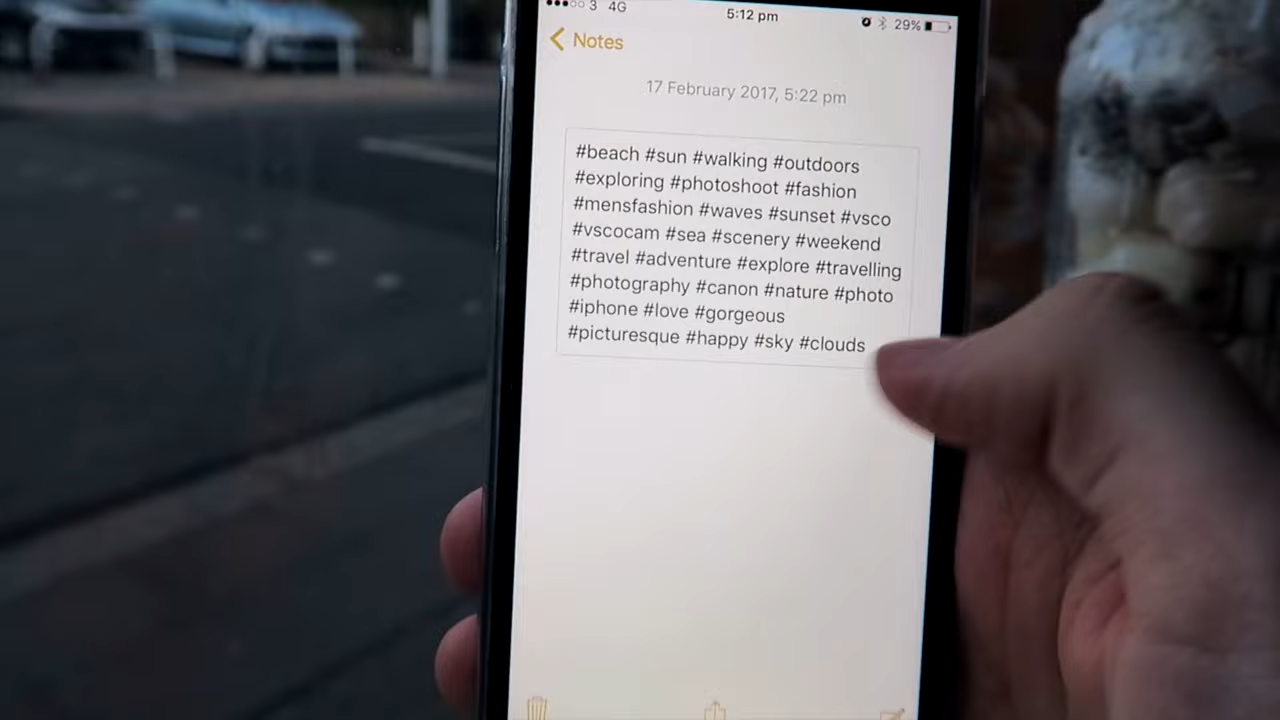 3 4G 5:12 pm 29%
Notes
17 February 2017, 5:22 pm
#beach #sun #walking #outdoors
#exploring #photoshoot #fashion
#mensfashion #waves #sunset #vsco
#vscocam #sea #scenery #weekend
#travel #adventure #explore #travelling
#photography #canon #nature #photo
#iphone #love #gorgeous
#picturesque #happy #sky #clouds